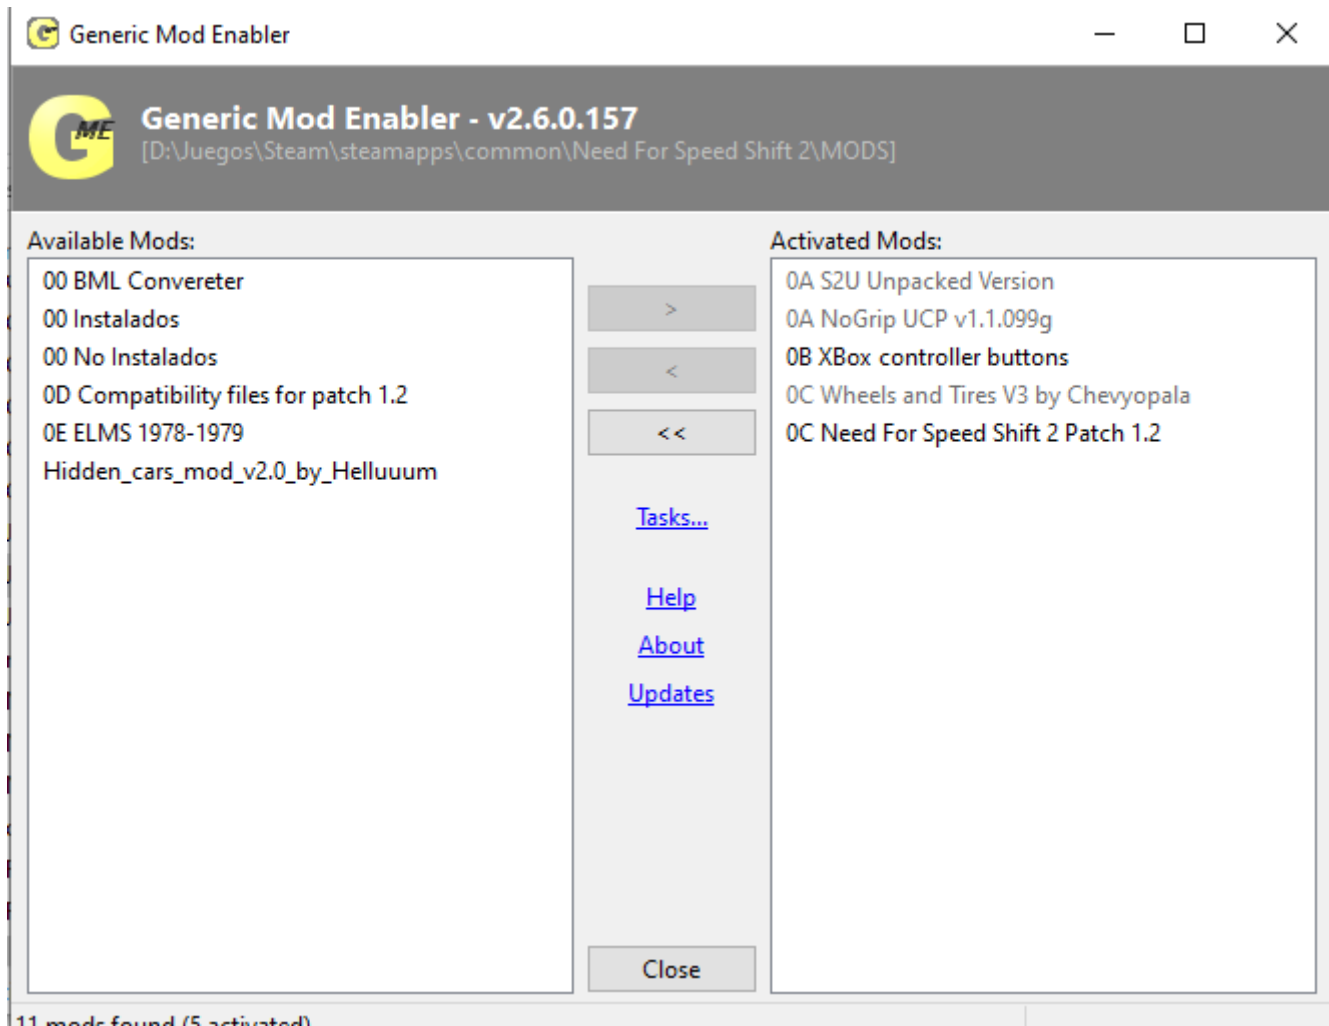 Generic Mod Enabler
GME
Generic Mod Enabler - v2.6.0.157
[D:\Juegos\Steam\steamapps\common\Need For Speed Shift 2\MODS]
Available Mods:
00 BML Convereter
00 Instalados
00 No Instalados
0D Compatibility files for patch 1.2
0E ELMS 1978-1979
Hidden_cars_mod_v2.0_by_Helluuum
>
<
<<
Tasks...
Help
About
Updates
Close
Activated Mods:
0A S2U Unpacked Version
0A NoGrip UCP v1.1.099g
0B XBox controller buttons
0C Wheels and Tires V3 by Chevyopala
0C Need For Speed Shift 2 Patch 1.2
11 mods found (5 activated)